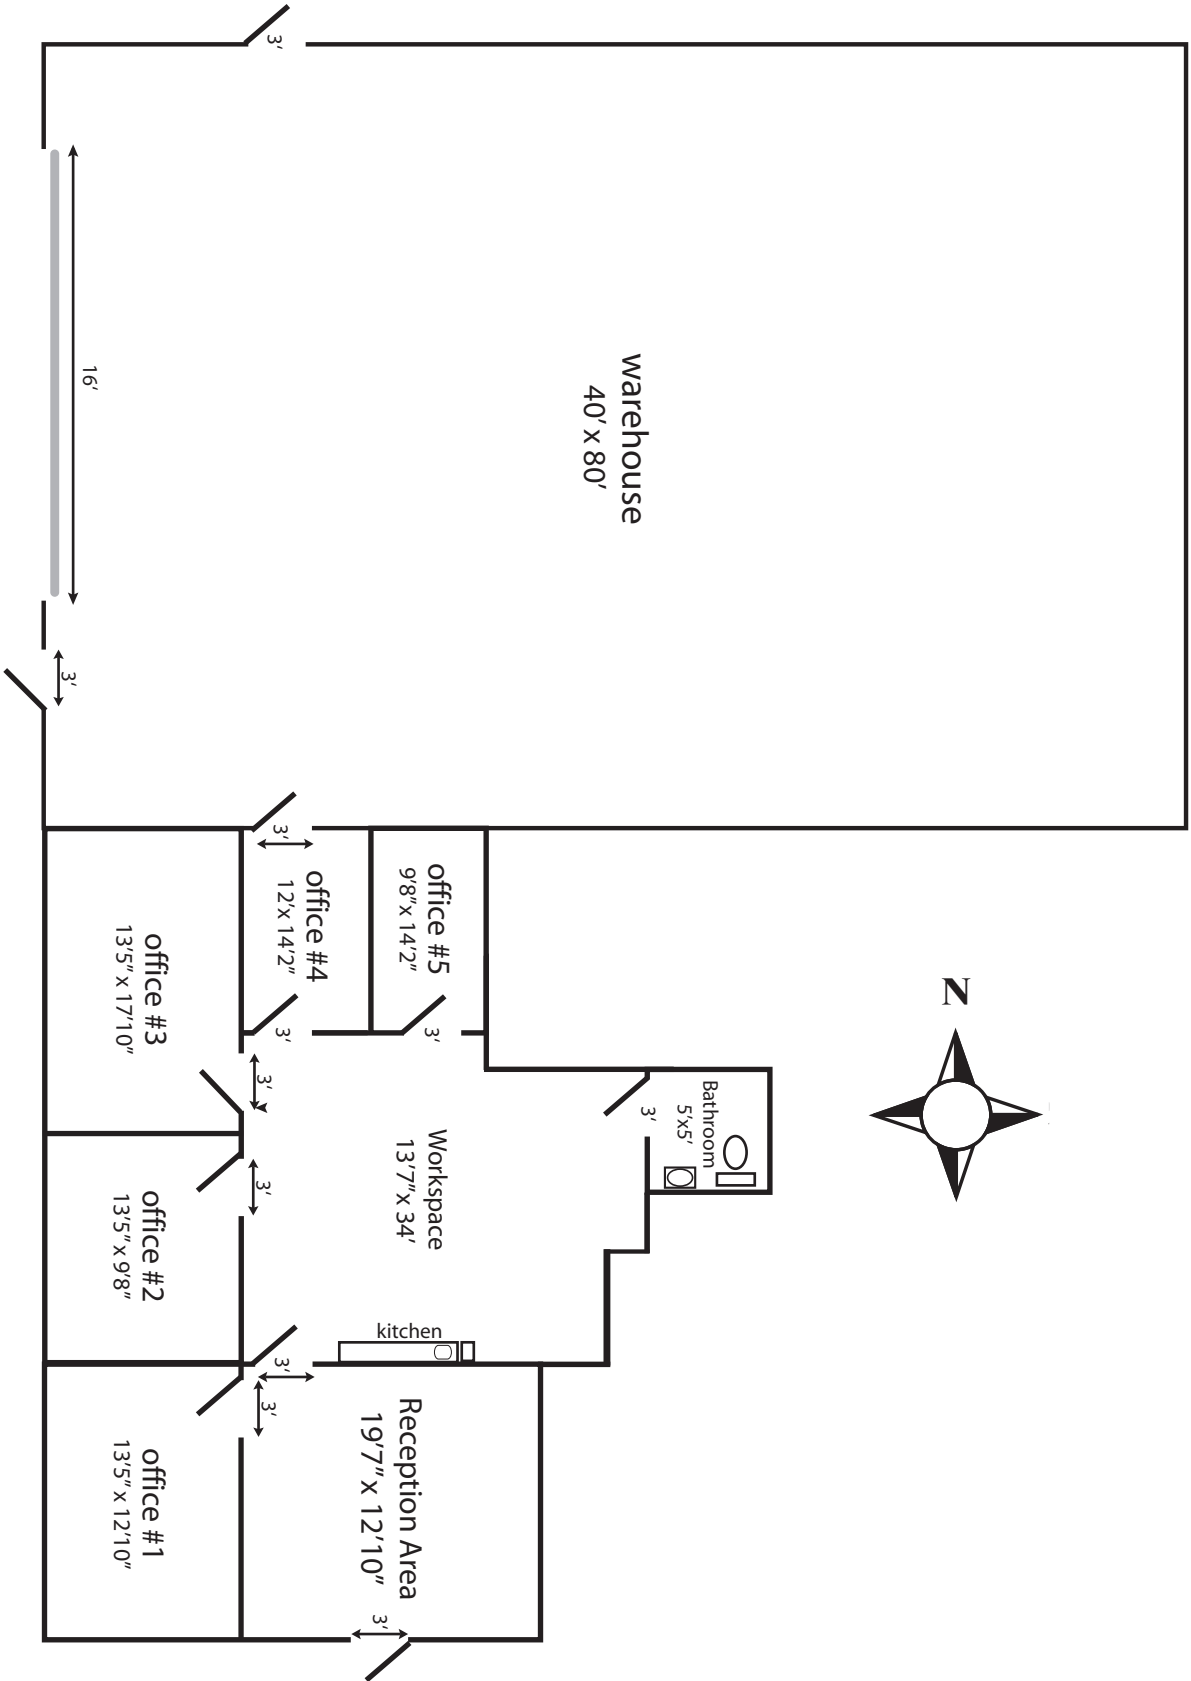 3'
16'
warehouse
40' x 80'
3'
3'
office #5
9'8" x 14'2"
office #4
12' x 14'2"
office #3
13'5" x 17'10"
3'
3'
3'
N
Bathroom
5'x5'
3'
Workspace
13'7" x 34'
office #2
13'5" x 9'8"
3'
kitchen
3'
3'
Reception Area
19'7" x 12'10"
office #1
13'5" x 12'10"
3'